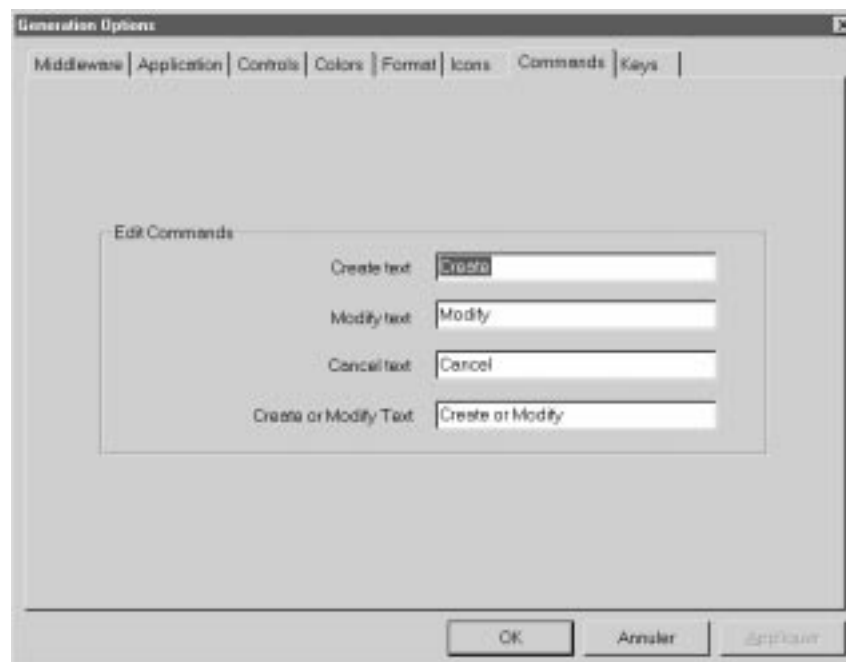 Generation Options
Middleware Application Controls Colors Format Icons Commands Keys
Edit Commands
Create text Create
Modify text Modify
Cancel text Cancel
Create or Modify Text Create or Modify
OK Annuler Appliquer